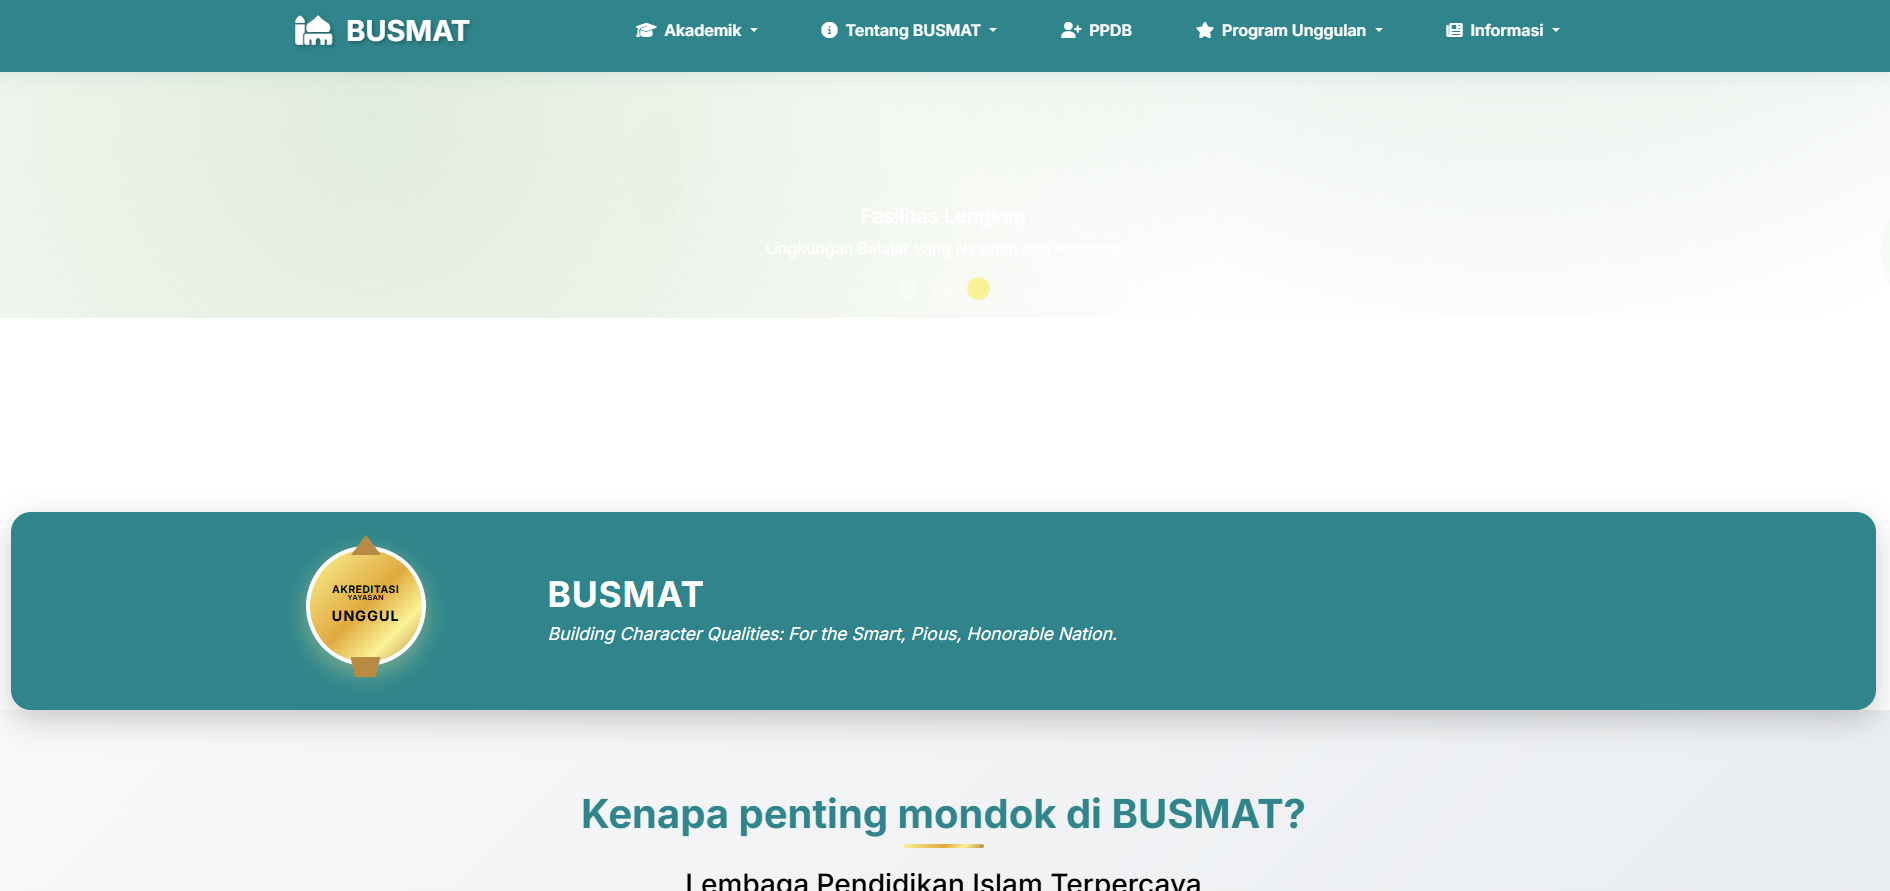 BUSMAT
Akademik
Tentang BUSMAT
PPDB
Program Unggulan
Informasi
Fasilitas Lengkap
Lingkungan Belajar yang Nyaman dan Kondusif
AKREDITASI
YAYASAN
UNGGUL
BUSMAT
Building Character Qualities: For the Smart, Pious, Honorable Nation.
Kenapa penting mondok di BUSMAT?
Lembaga Pendidikan Islam Terpercaya